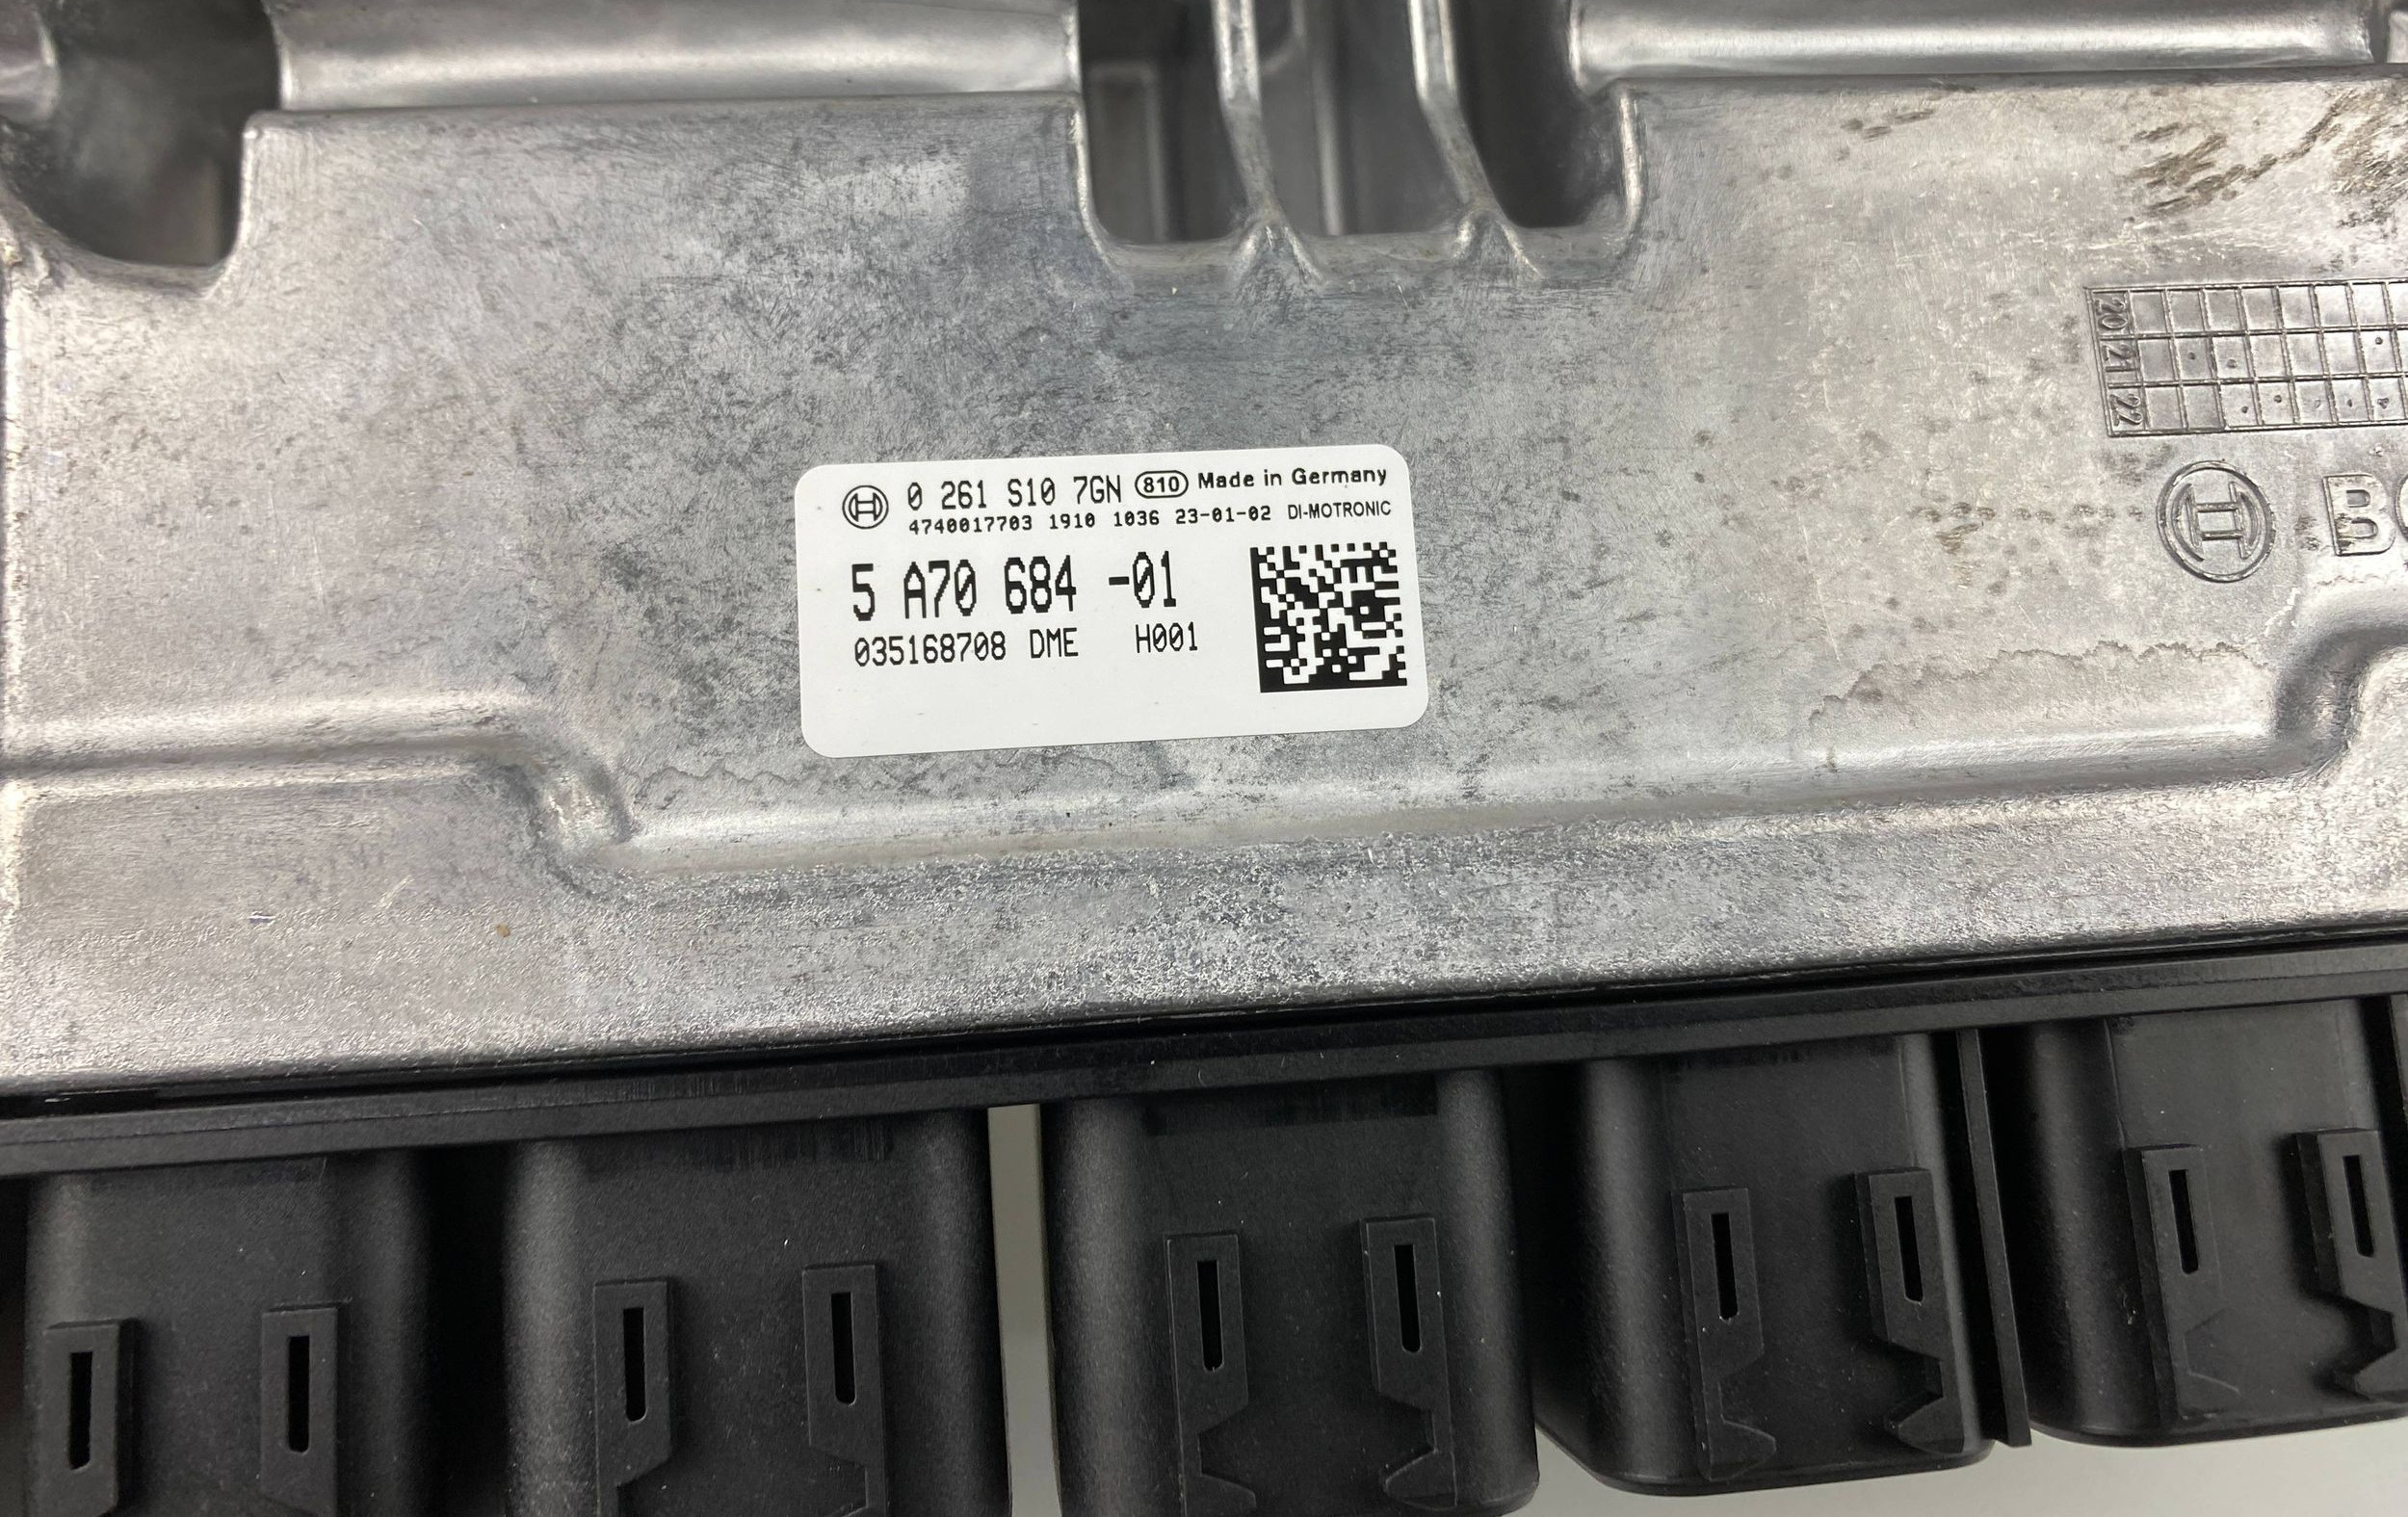 0 261 S10 7GN 810 Made in Germany
4740017703 1910 1036 23-01-02 DI-MOTRONIC
5 A70 684 -01
035168708 DME H001
20
21
22